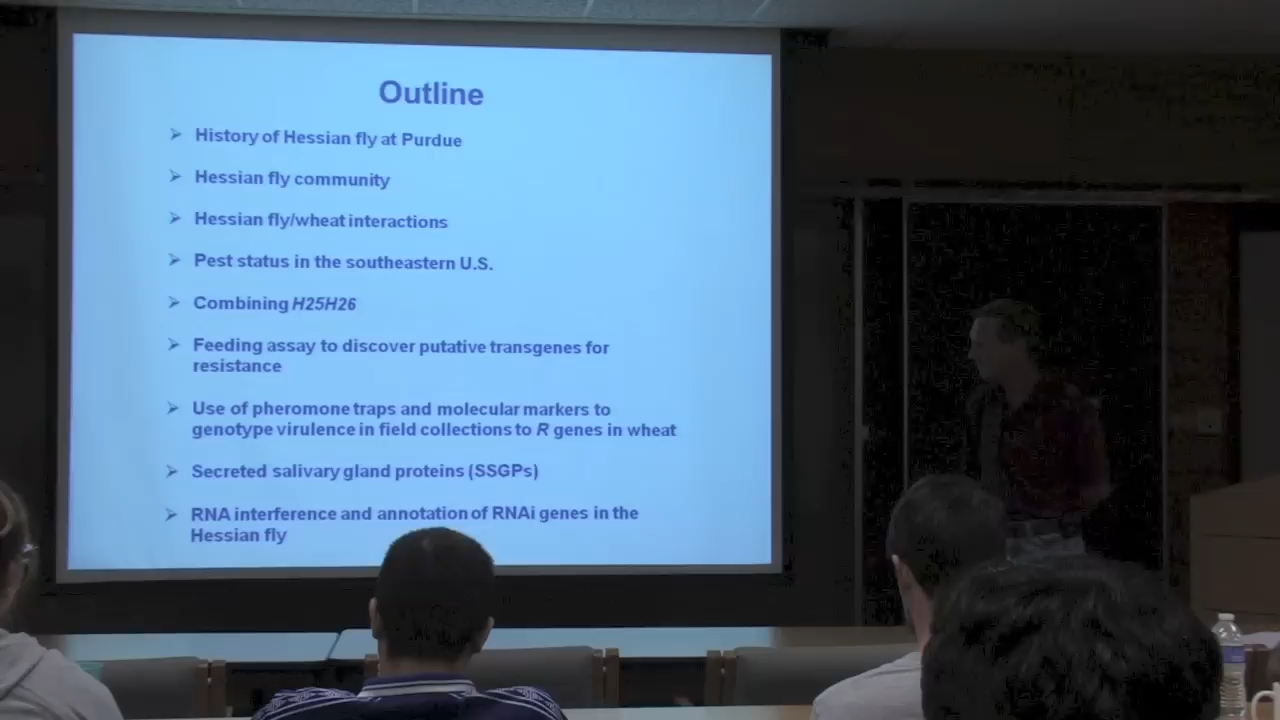 Outline
➢ History of Hessian fly at Purdue
➢ Hessian fly community
➢ Hessian fly/wheat interactions
➢ Pest status in the southeastern U.S.
➢ Combining H25H26
➢ Feeding assay to discover putative transgenes for
resistance
➢ Use of pheromone traps and molecular markers to
genotype virulence in field collections to R genes in wheat
➢ Secreted salivary gland proteins (SSGPs)
➢ RNA interference and annotation of RNAi genes in the
Hessian fly